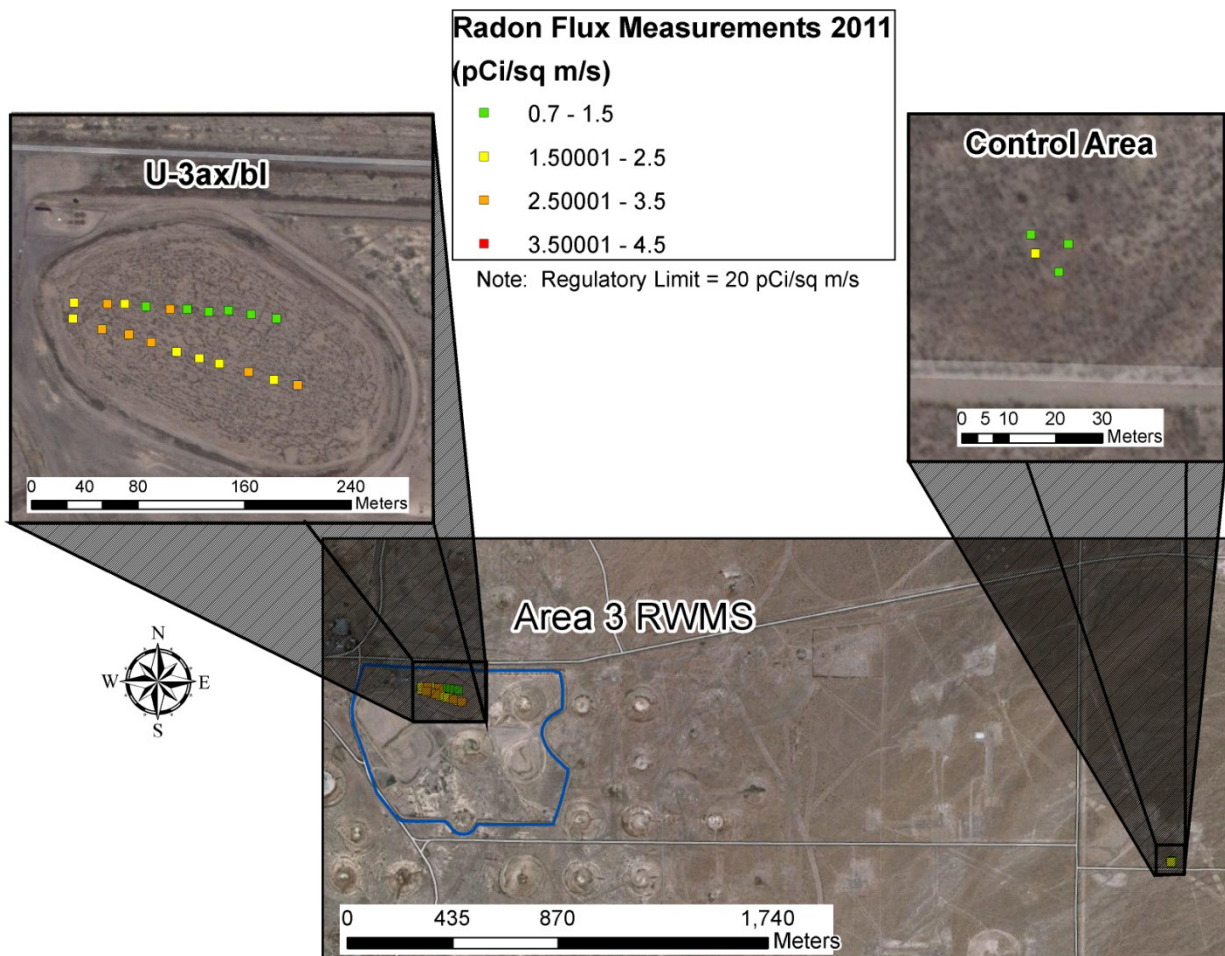 Radon Flux Measurements 2011
(pCi/sq m/s)
0.7 - 1.5
1.50001 - 2.5
2.50001 - 3.5
3.50001 - 4.5
Note: Regulatory Limit = 20 pCi/sq m/s
U-3ax/bl
0 40 80 160 240
Meters
Control Area
0 5 10 20 30
Meters
Area 3 RWMS
N
W E
S
0 435 870 1,740
Meters